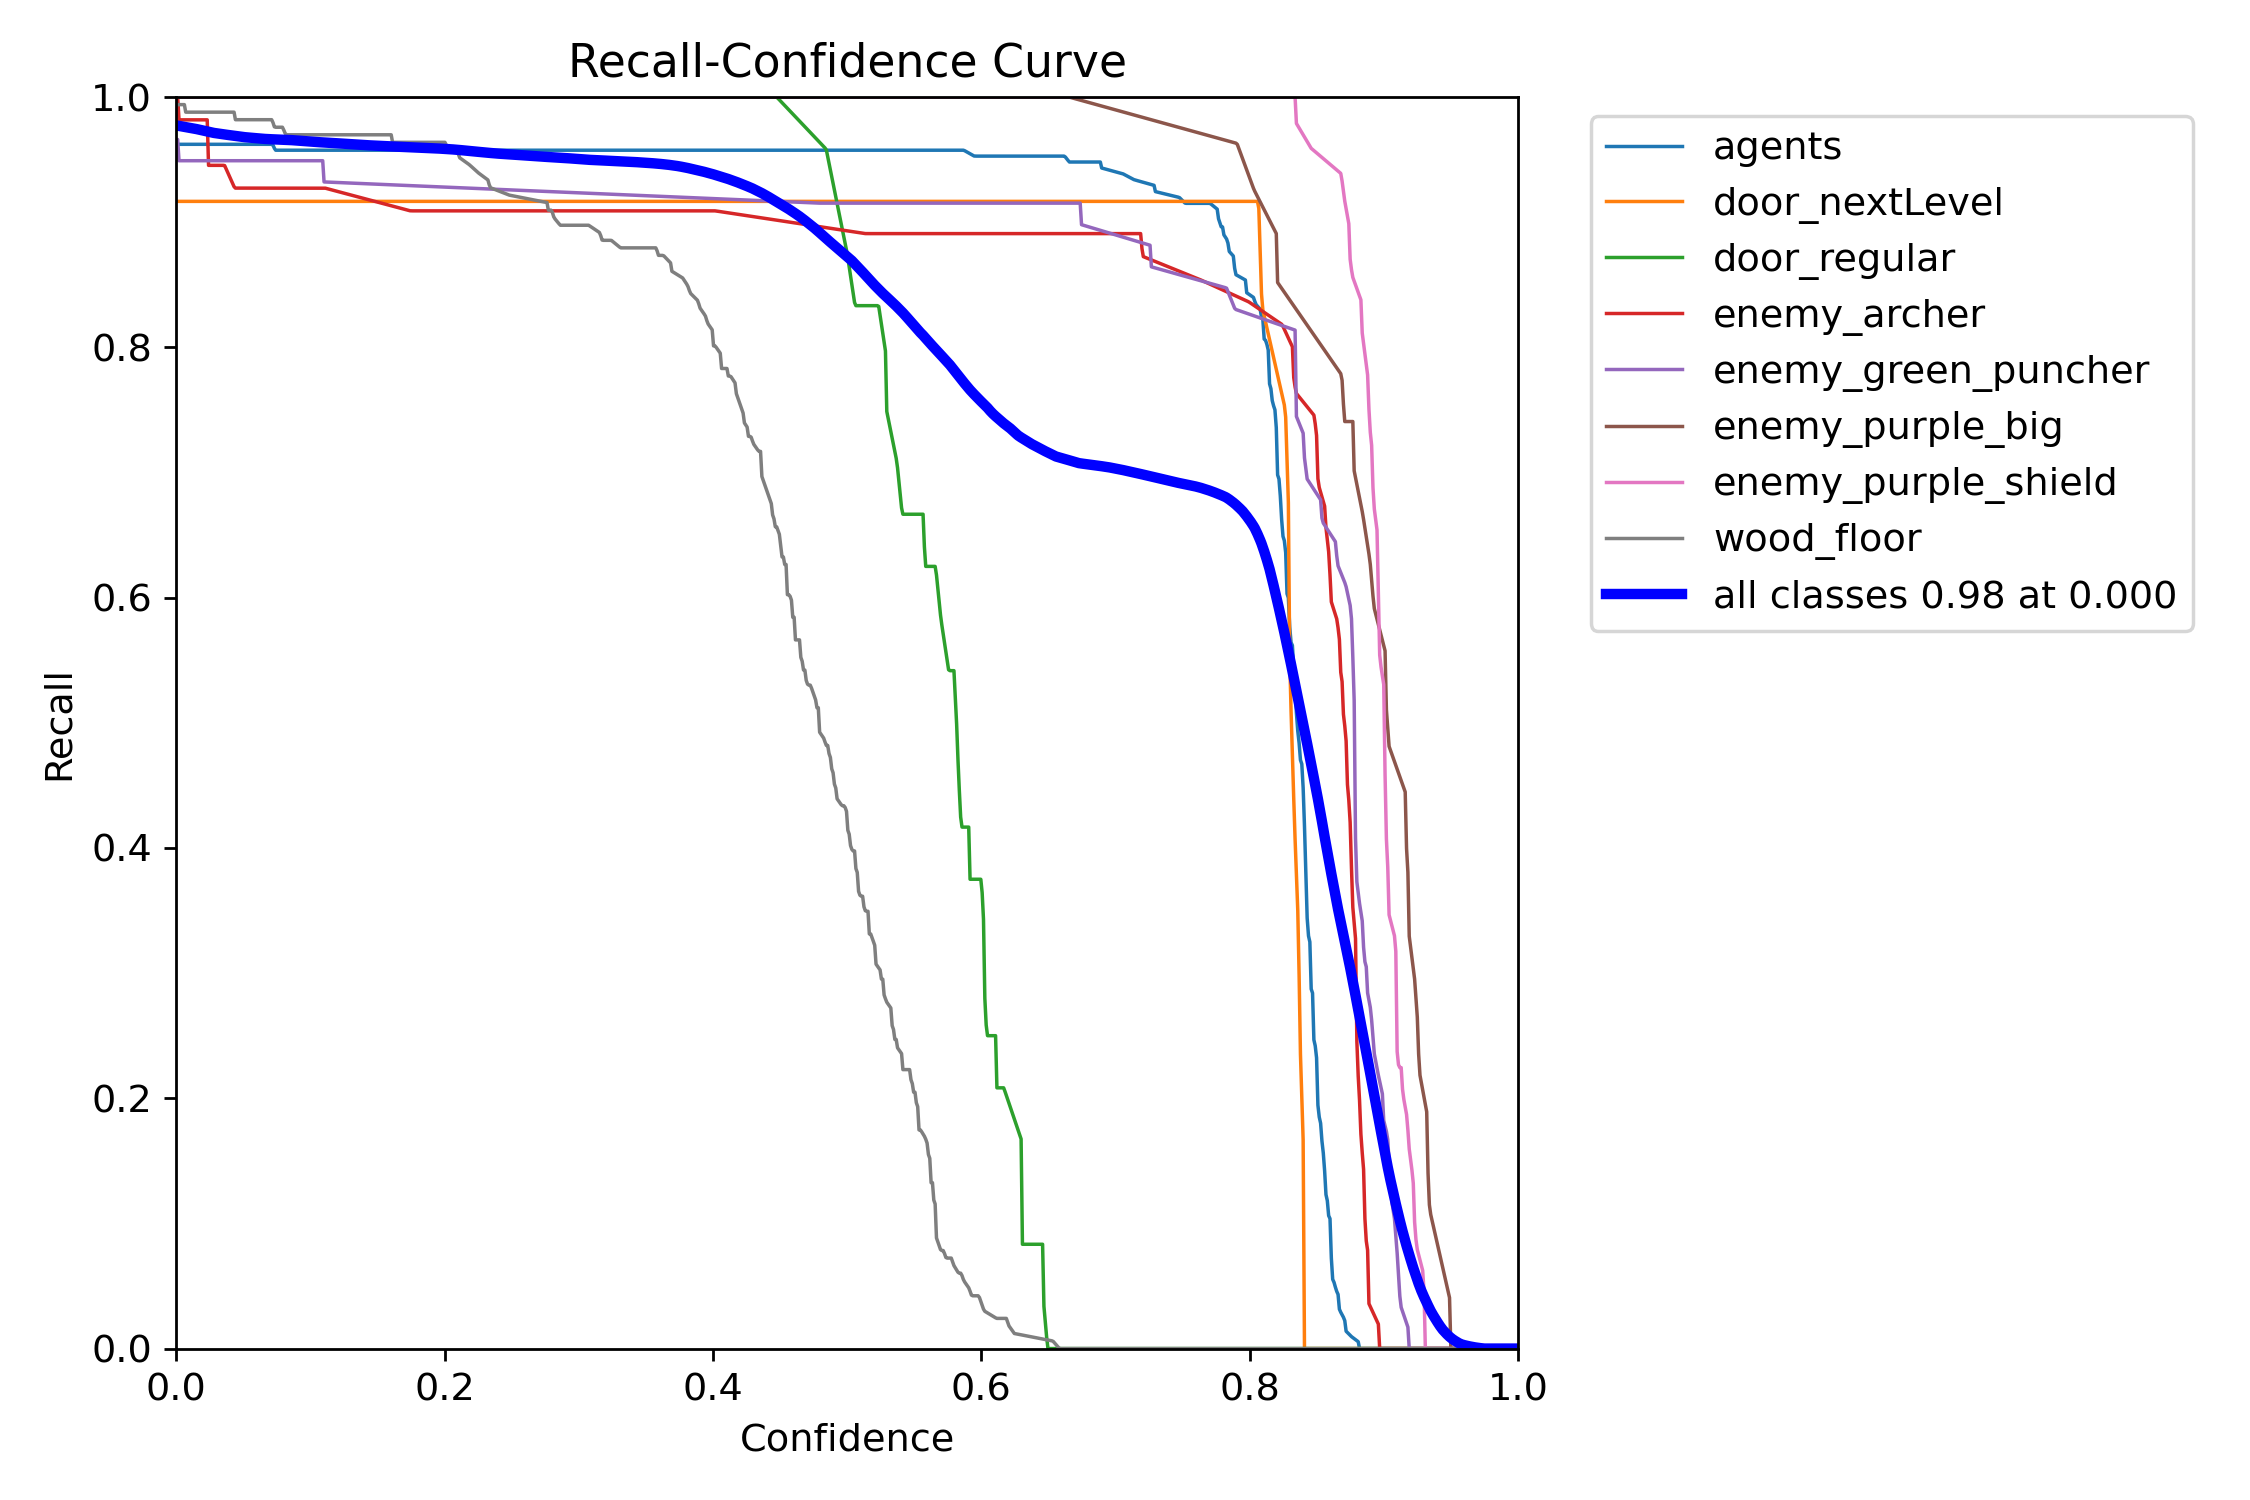 Recall-Confidence Curve
1.0
0.8
0.6
0.4
0.2
0.0
Recall
0.0 0.2 0.4 0.6 0.8 1.0
Confidence
agents
door_nextLevel
door_regular
enemy_archer
enemy_green_puncher
enemy_purple_big
enemy_purple_shield
wood_floor
all classes 0.98 at 0.000